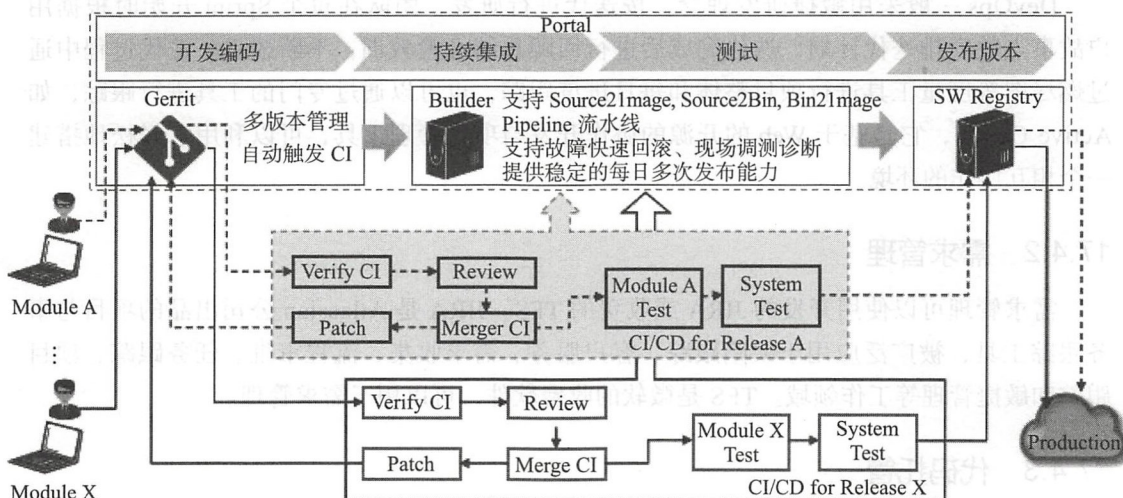 Portal
开发编码
持续集成
测试
发布版本
Gerrit
多版本管理
自动触发 CI
Builder
支持 Source21mage, Source2Bin, Bin21mage
Pipeline 流水线
支持故障快速回滚、现场调测诊断
提供稳定的每日多次发布能力
SW Registry
Module A
Verify CI
Review
Patch
Merger CI
Module A
Test
System
Test
CI/CD for Release A
Module X
Verify CI
Review
Patch
Merge CI
Module X
Test
System
Test
CI/CD for Release X
Production